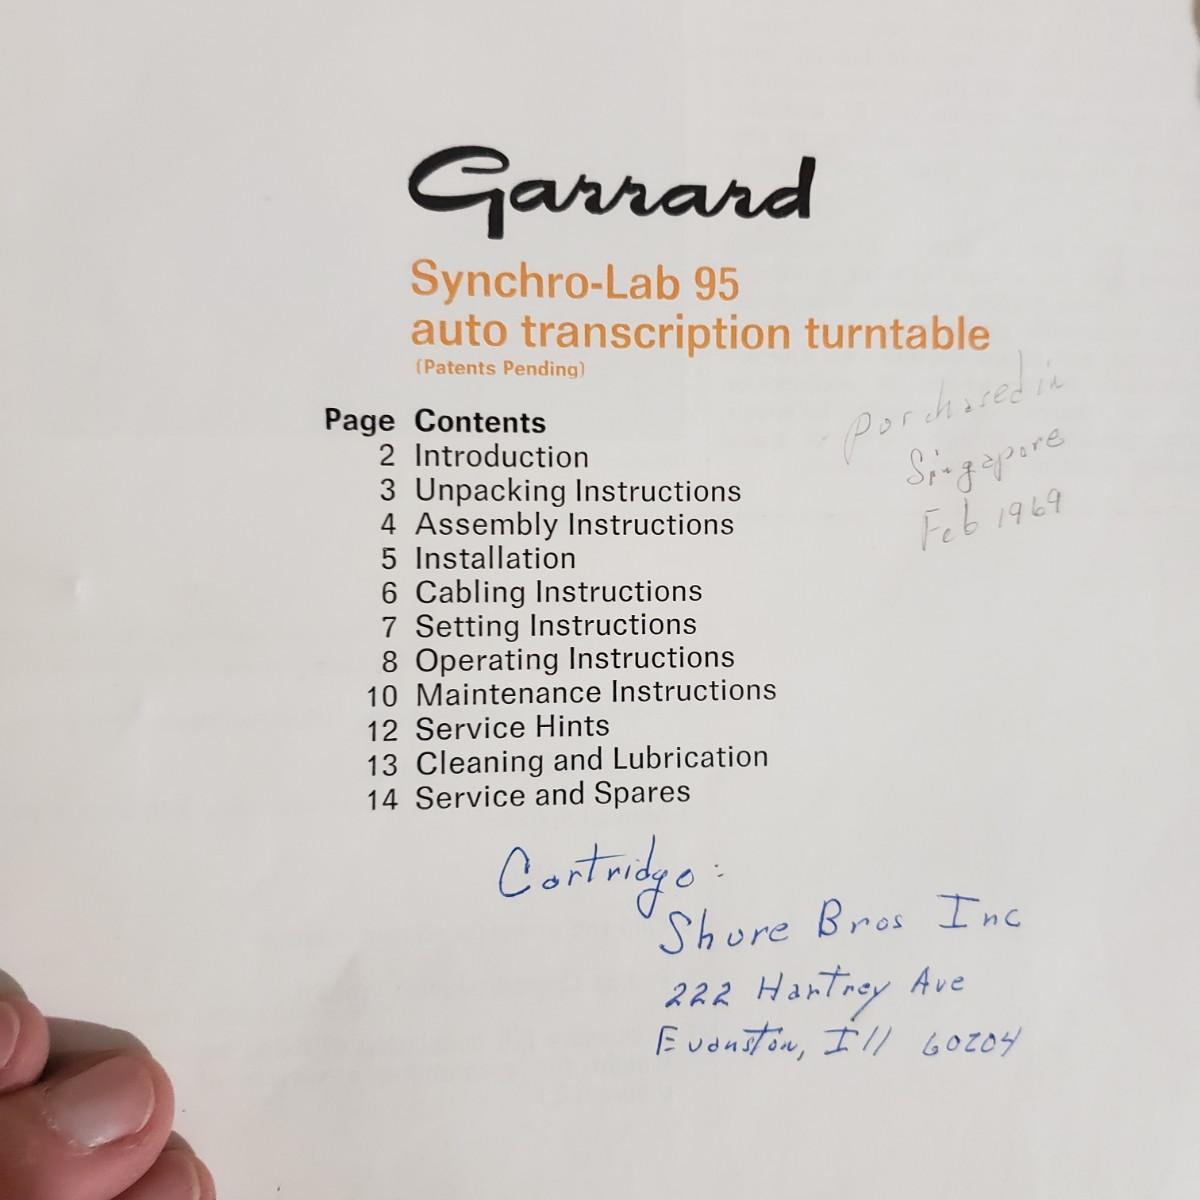 Garrard
Synchro-Lab 95
auto transcription turntable
(Patents Pending)
Purchased in
Singapore
Feb 1969
Page Contents
2 Introduction
3 Unpacking Instructions
4 Assembly Instructions
5 Installation
6 Cabling Instructions
7 Setting Instructions
8 Operating Instructions
10 Maintenance Instructions
12 Service Hints
13 Cleaning and Lubrication
14 Service and Spares
Cartridge:
Shure Bros Inc
222 Hartrey Ave
Evanston, Ill 60204